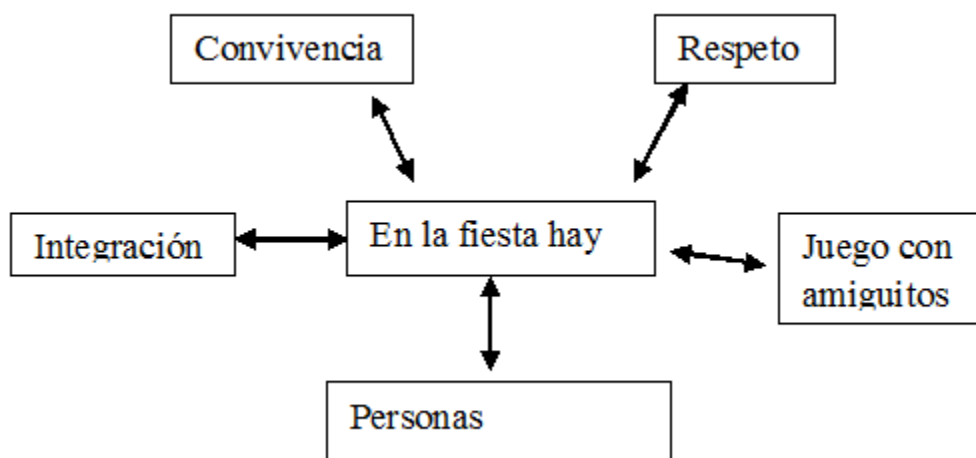 Convivencia
Respeto
Integración
En la fiesta hay
Juego con
amiguitos
Personas